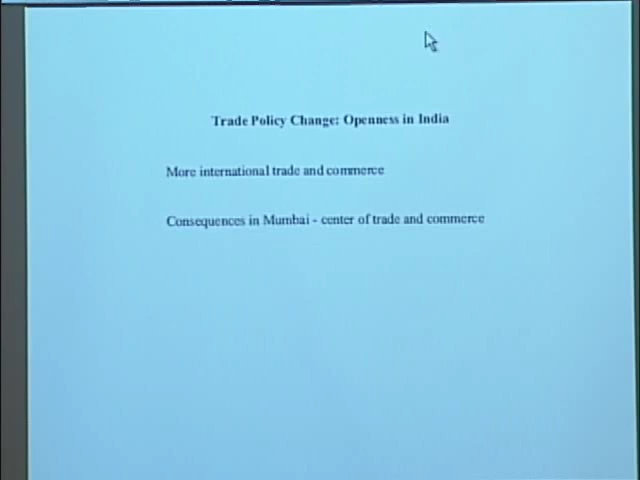 Trade Policy Change: Openness in India
More international trade and commerce
Consequences in Mumbai - center of trade and commerce